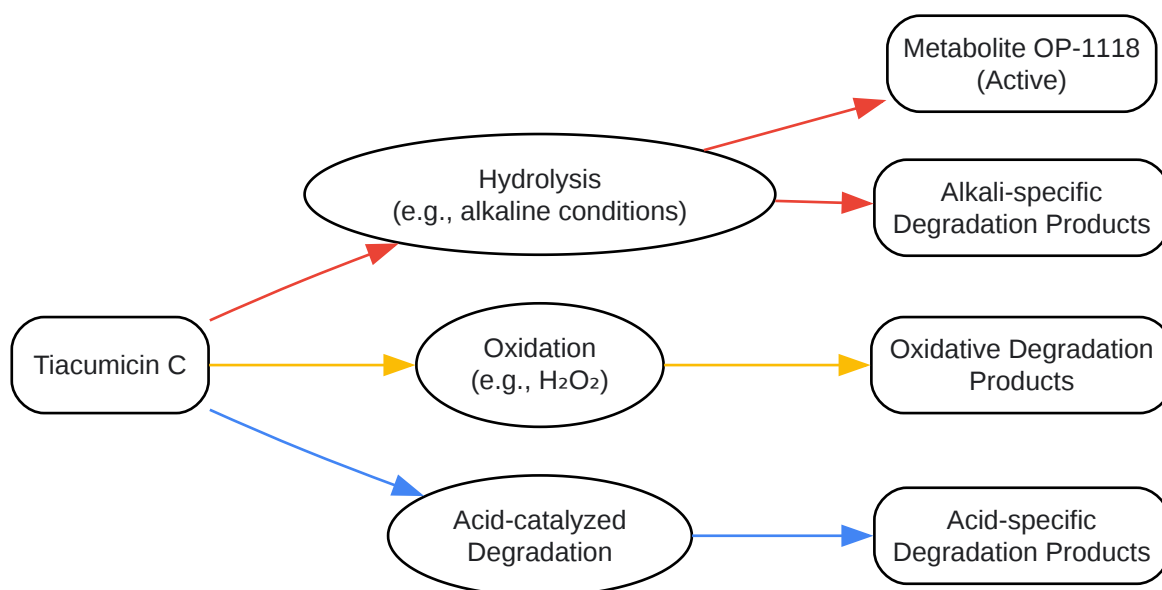 Metabolite OP-1118
(Active)
Hydrolysis
(e.g., alkaline conditions)
Alkali-specific
Degradation Products
Tiacumicin C
Oxidation
(e.g., H₂O₂)
Oxidative Degradation
Products
Acid-catalyzed
Degradation
Acid-specific
Degradation Products